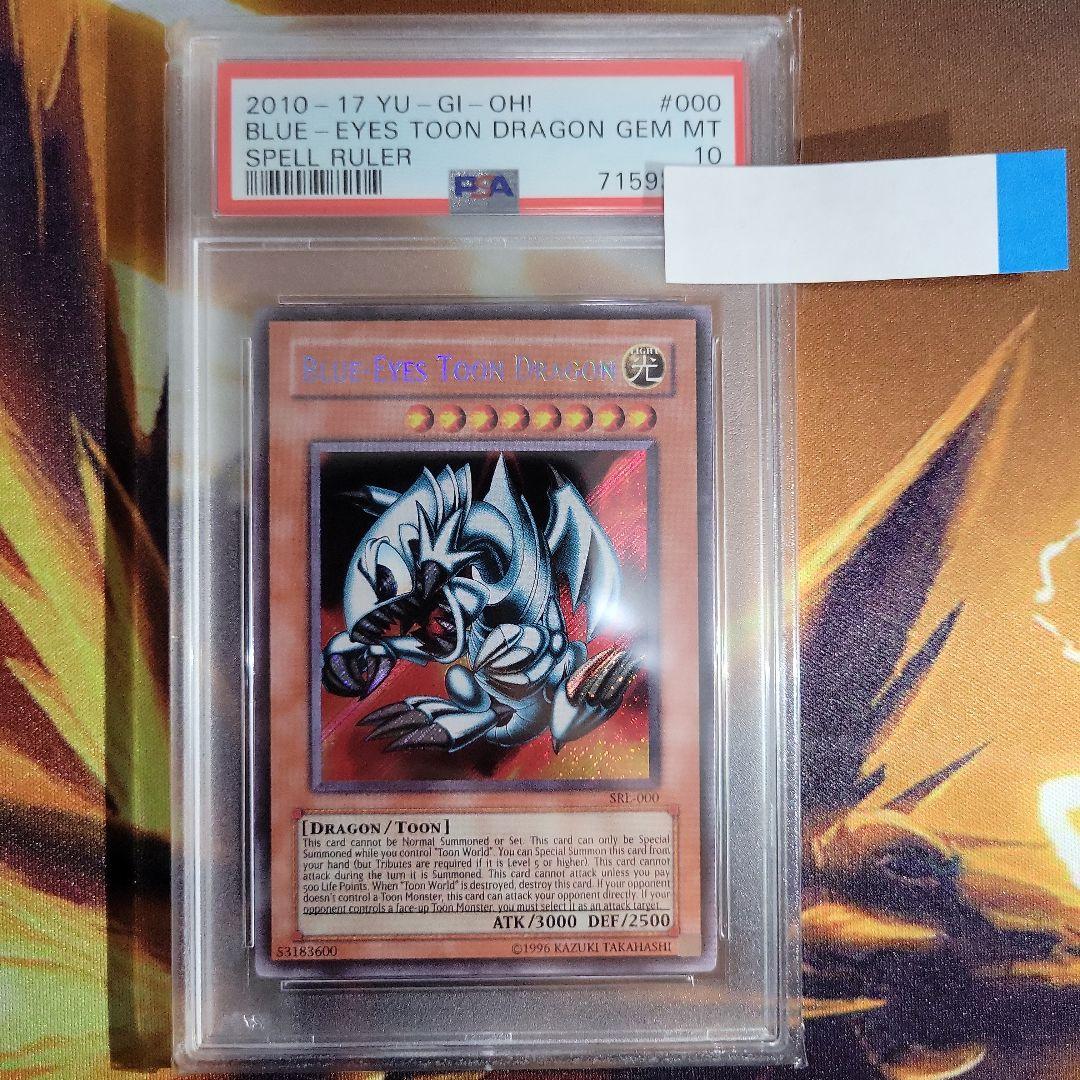 2010-17 YU-GI-OH! #000
BLUE-EYES TOON DRAGON GEM MT
SPELL RULER 10
PSA 7159
BLUE-EYES TOON DRAGON
LIGHT 光
SRL-000
[DRAGON/TOON]
This card cannot be Normal Summoned or Set. This card can only be Special
Summoned while you control "Toon World". You can Special Summon this card from
your hand (but Tributes are required if it is Level 5 or higher). This card cannot
attack during the turn it is Summoned. This card cannot attack unless you pay
500 Life Points. When "Toon World" is destroyed, destroy this card. If your opponent
doesn't control a Toon Monster, this card can attack your opponent directly. If your
opponent controls a face-up Toon Monster, you must select it as an attack target.
ATK/3000 DEF/2500
53183600 ©1996 KAZUKI TAKAHASHI